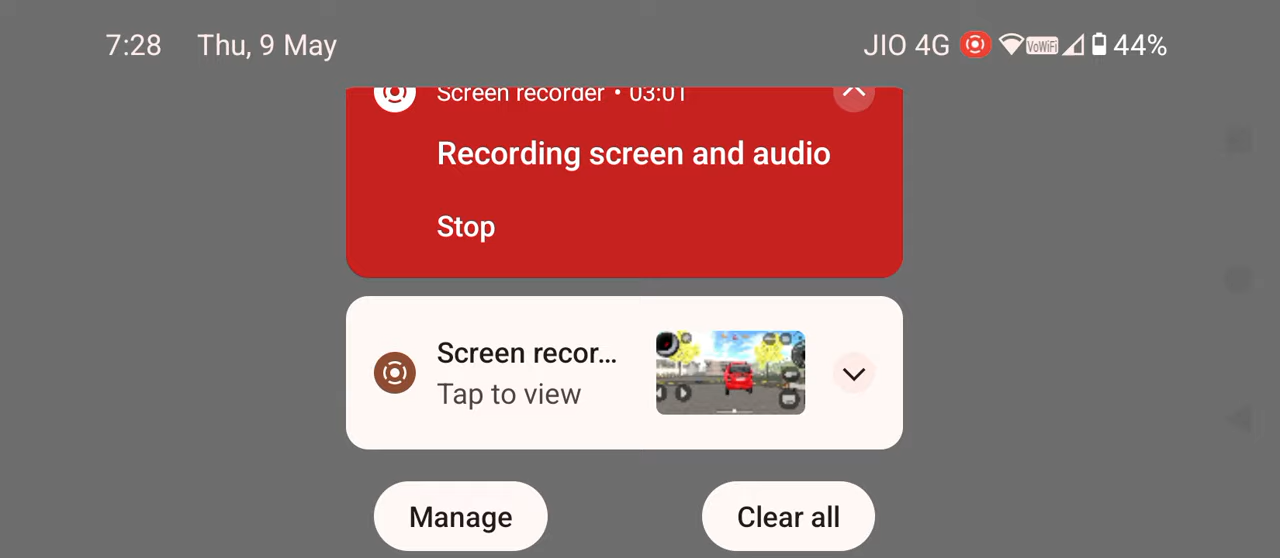 7:28 Thu, 9 May JIO 4G VoWiFi 44%
Screen recorder • 03:01
Recording screen and audio
Stop
Screen recor...
Tap to view
Manage Clear all